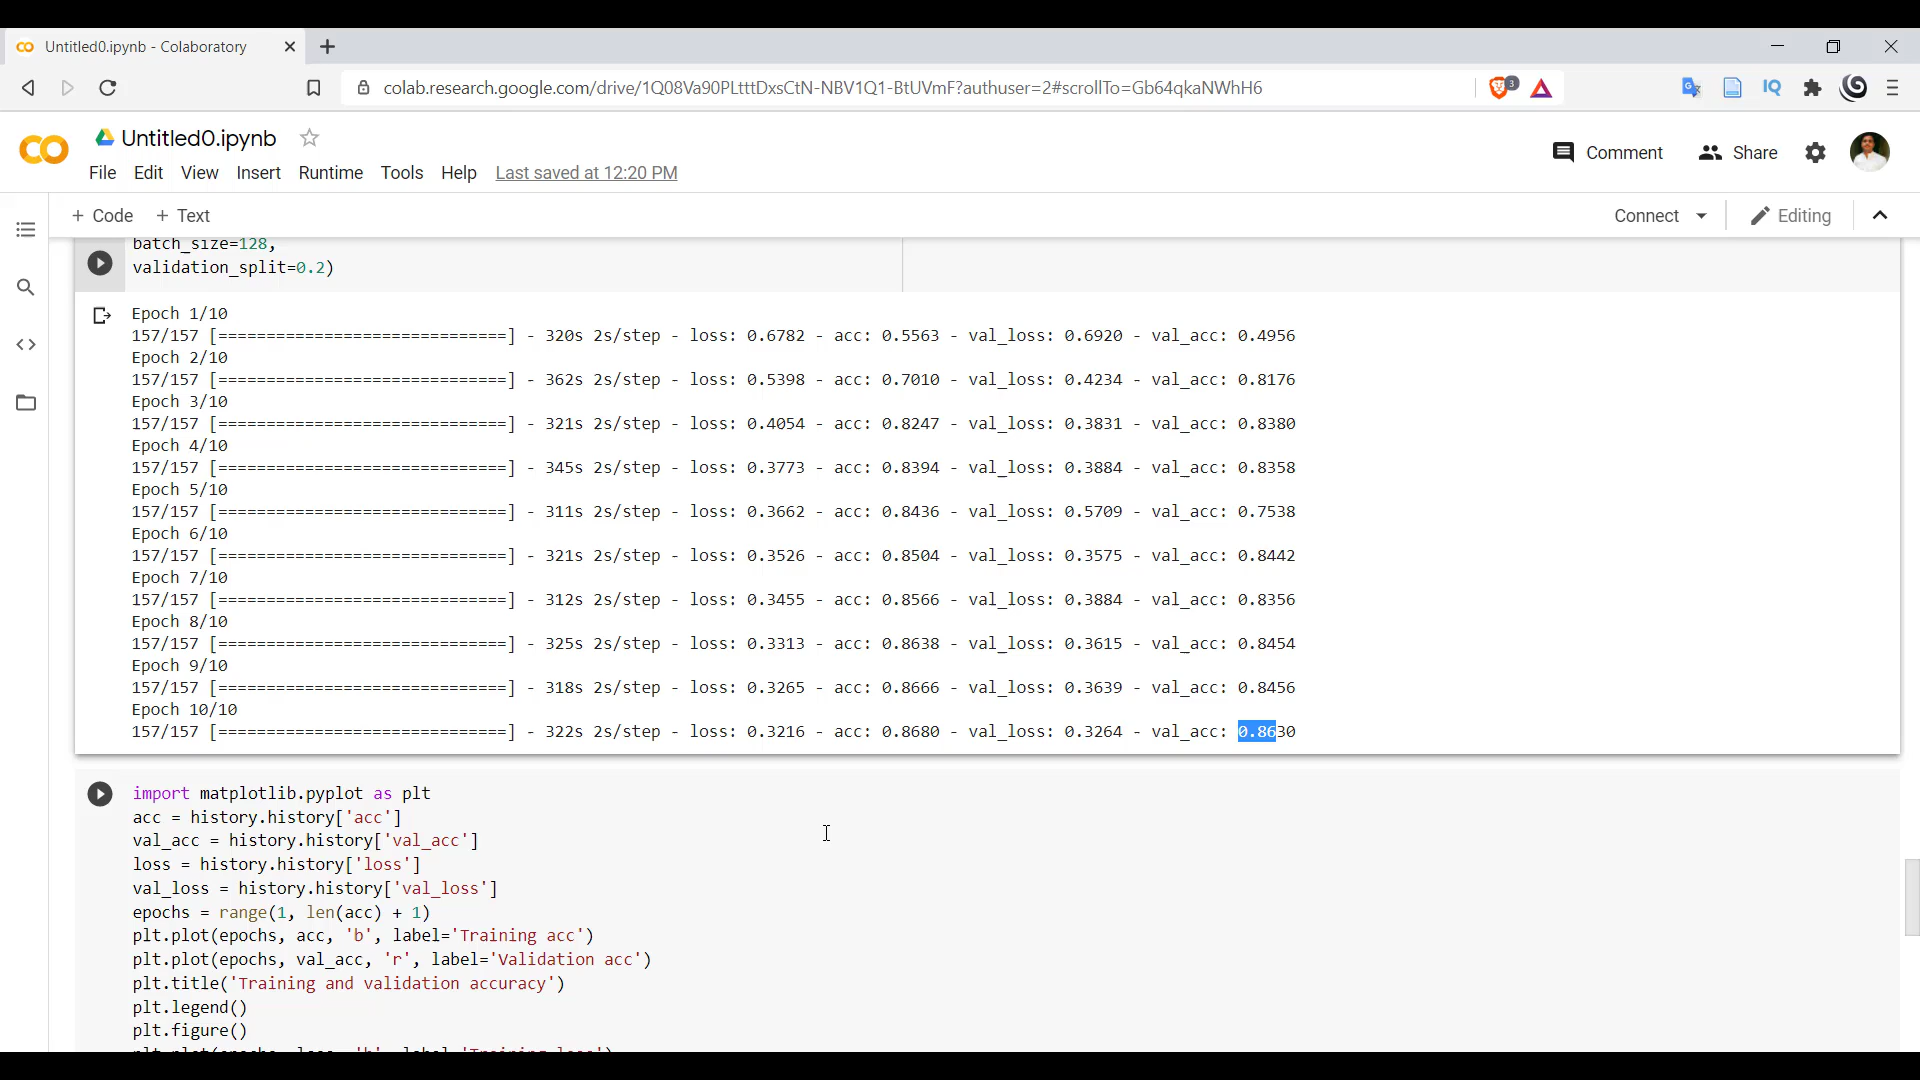 Untitled0.ipynb - Colaboratory
colab.research.google.com/drive/1Q08Va90PLtttDxsCtN-NBV1Q1-BtUVmF?authuser=2#scrollTo=Gb64qkaNWhH6
3
IQ
Untitled0.ipynb
Comment
Share
File Edit View Insert Runtime Tools Help Last saved at 12:20 PM
+ Code + Text
Connect
Editing
batch_size=128,
validation_split=0.2)
Epoch 1/10
157/157 [==============================] - 320s 2s/step - loss: 0.6782 - acc: 0.5563 - val_loss: 0.6920 - val_acc: 0.4956
Epoch 2/10
157/157 [==============================] - 362s 2s/step - loss: 0.5398 - acc: 0.7010 - val_loss: 0.4234 - val_acc: 0.8176
Epoch 3/10
157/157 [==============================] - 321s 2s/step - loss: 0.4054 - acc: 0.8247 - val_loss: 0.3831 - val_acc: 0.8380
Epoch 4/10
157/157 [==============================] - 345s 2s/step - loss: 0.3773 - acc: 0.8394 - val_loss: 0.3884 - val_acc: 0.8358
Epoch 5/10
157/157 [==============================] - 311s 2s/step - loss: 0.3662 - acc: 0.8436 - val_loss: 0.5709 - val_acc: 0.7538
Epoch 6/10
157/157 [==============================] - 321s 2s/step - loss: 0.3526 - acc: 0.8504 - val_loss: 0.3575 - val_acc: 0.8442
Epoch 7/10
157/157 [==============================] - 312s 2s/step - loss: 0.3455 - acc: 0.8566 - val_loss: 0.3884 - val_acc: 0.8356
Epoch 8/10
157/157 [==============================] - 325s 2s/step - loss: 0.3313 - acc: 0.8638 - val_loss: 0.3615 - val_acc: 0.8454
Epoch 9/10
157/157 [==============================] - 318s 2s/step - loss: 0.3265 - acc: 0.8666 - val_loss: 0.3639 - val_acc: 0.8456
Epoch 10/10
157/157 [==============================] - 322s 2s/step - loss: 0.3216 - acc: 0.8680 - val_loss: 0.3264 - val_acc: 0.8630
import matplotlib.pyplot as plt
acc = history.history['acc']
val_acc = history.history['val_acc']
loss = history.history['loss']
val_loss = history.history['val_loss']
epochs = range(1, len(acc) + 1)
plt.plot(epochs, acc, 'b', label='Training acc')
plt.plot(epochs, val_acc, 'r', label='Validation acc')
plt.title('Training and validation accuracy')
plt.legend()
plt.figure()